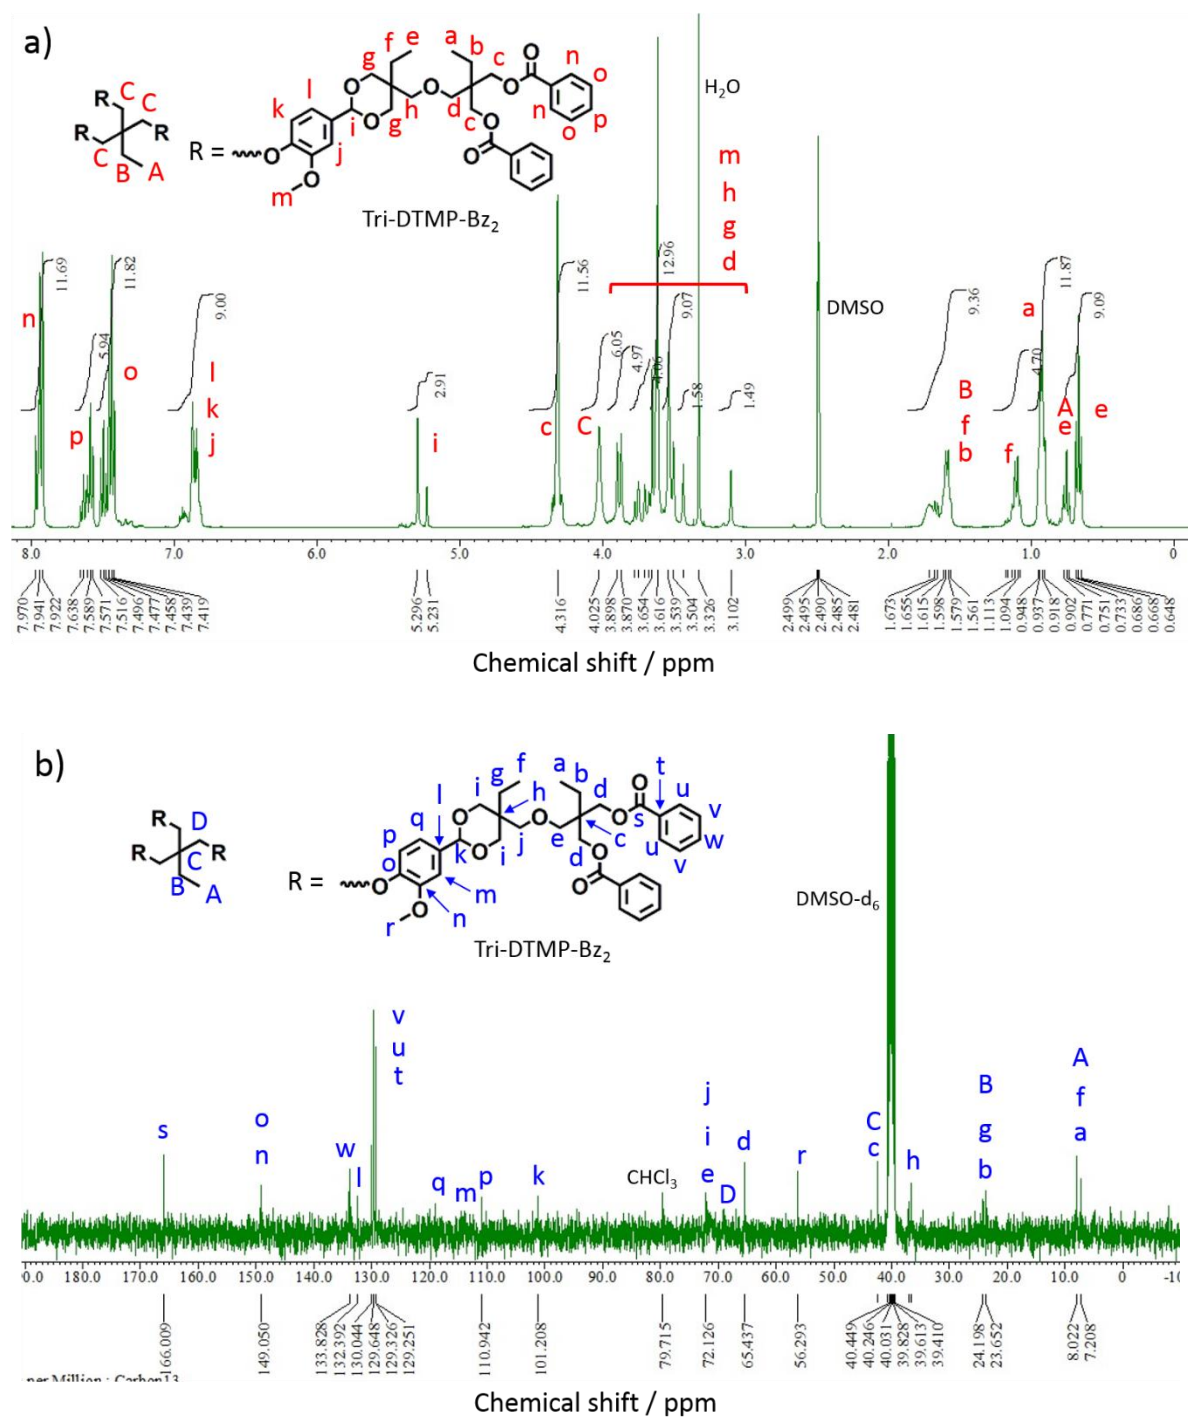 a)
f e a b c O n o
g l O O O O
k i O h d c n o p
R C C R R C B A
R = O j g O O
m O
Tri-DTMP-Bz2
H2O
m
h
g
d
DMSO
n 11.69 5.94 11.82 9.00 2.91 11.56 6.05 4.97 12.96 9.07 1.58 1.49 9.36 4.70 11.87 9.09
p o l k j i c C B f b f a A e e
8.0 7.0 6.0 5.0 4.0 3.0 2.0 1.0 0
7.970 7.941 7.922 7.638 7.589 7.571 7.516 7.496 7.477 7.458 7.439 7.419 5.296 5.231 4.316 4.025 3.898 3.870 3.654 3.616 3.539 3.504 3.326 3.102 2.499 2.495 2.490 2.485 2.481 1.673 1.655 1.615 1.598 1.579 1.561 1.113 1.094 0.948 0.937 0.918 0.902 0.771 0.751 0.733 0.686 0.668 0.648
Chemical shift / ppm
b)
g f a b d O t u
i h O s v
l O O O e c u w
p q k O i j d O v
R D R R C B A
R = O o m O
r O n
Tri-DTMP-Bz2
DMSO-d6
s o n w l v u t q m p k CHCl3 j i e D d r C c h B g b A f a
130.0 120.0 110.0 100.0 90.0 80.0 70.0 60.0 50.0 40.0 30.0 20.0 10.0 0
166.009 149.050 133.828 132.392 130.044 129.648 129.326 129.251 110.942 101.208 79.715 72.126 65.437 56.293 40.449 40.246 40.031 39.828 39.613 39.410 24.198 23.652 8.022 7.208
Chemical shift / ppm